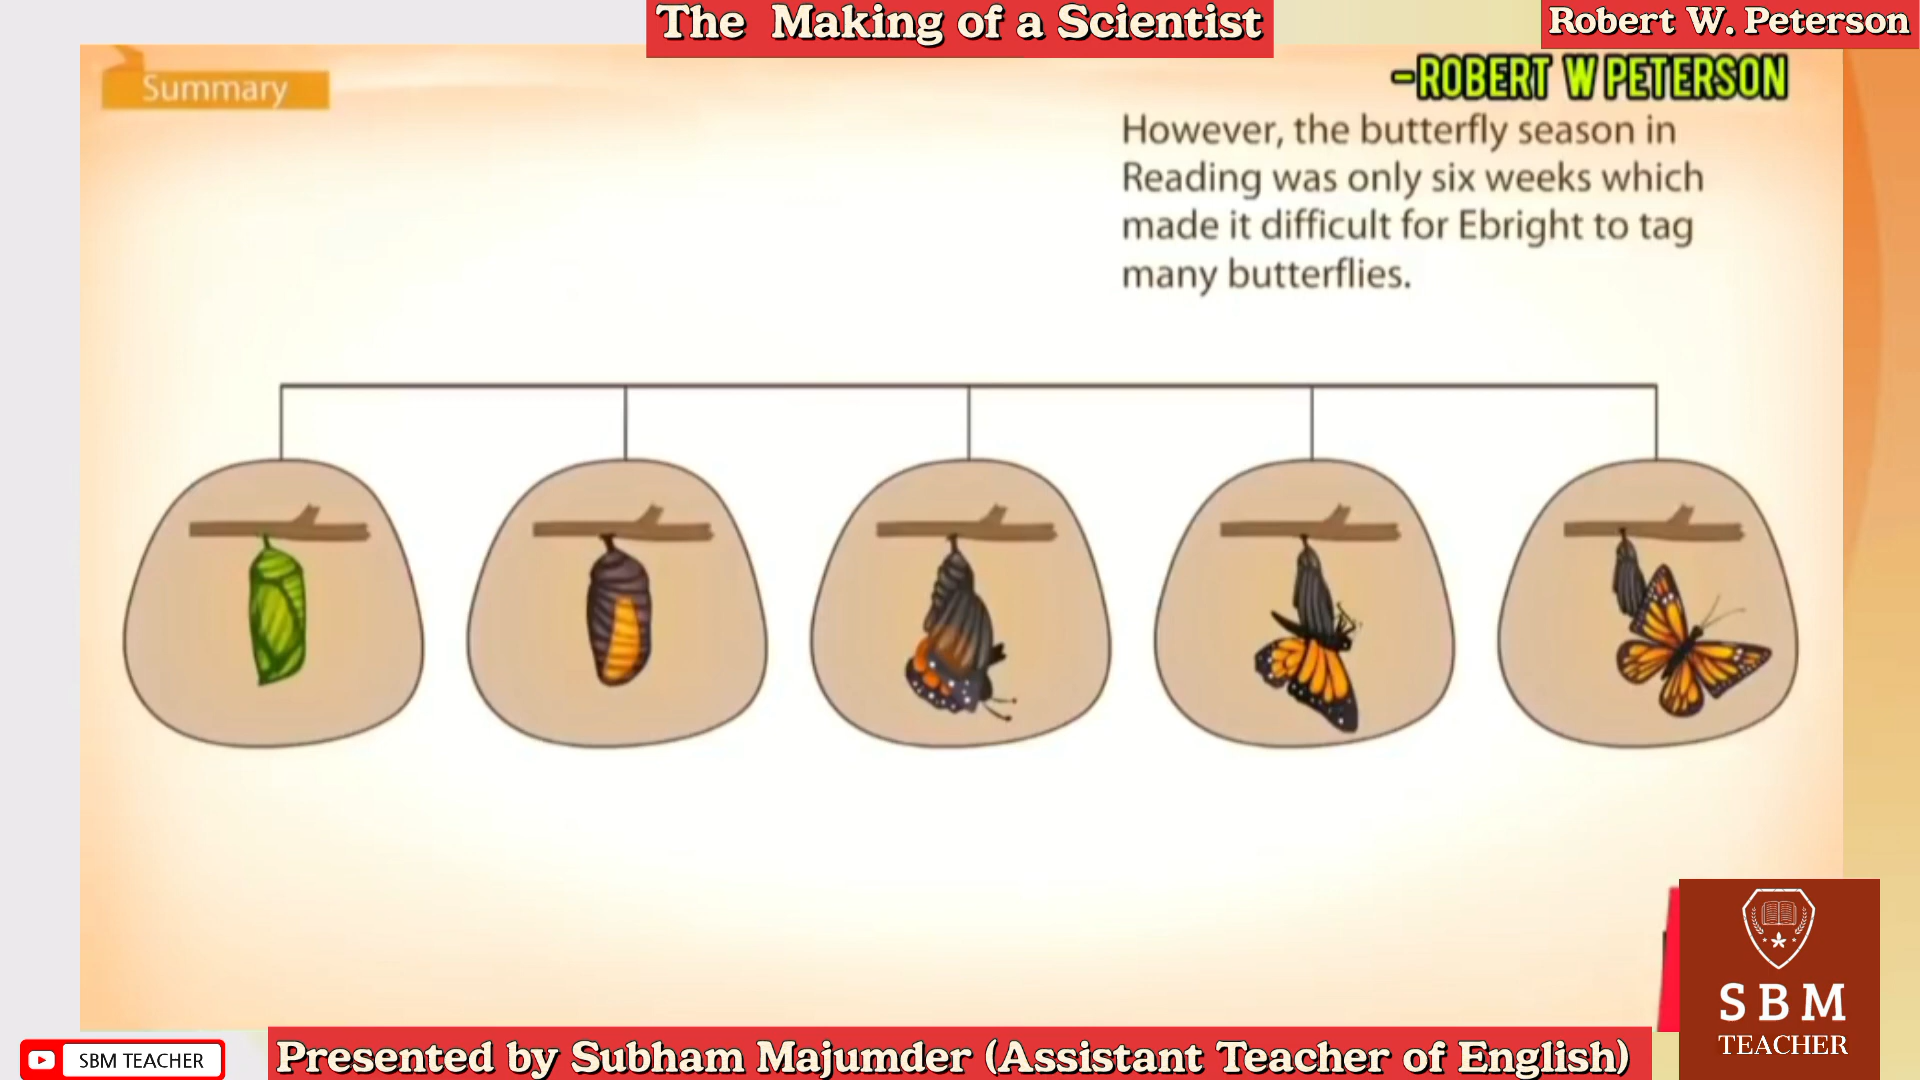 The Making of a Scientist
Robert W. Peterson
Summary
-ROBERT W PETERSON
However, the butterfly season in
Reading was only six weeks which
made it difficult for Ebright to tag
many butterflies.
SBM
TEACHER
SBM TEACHER
Presented by Subham Majumder (Assistant Teacher of English)